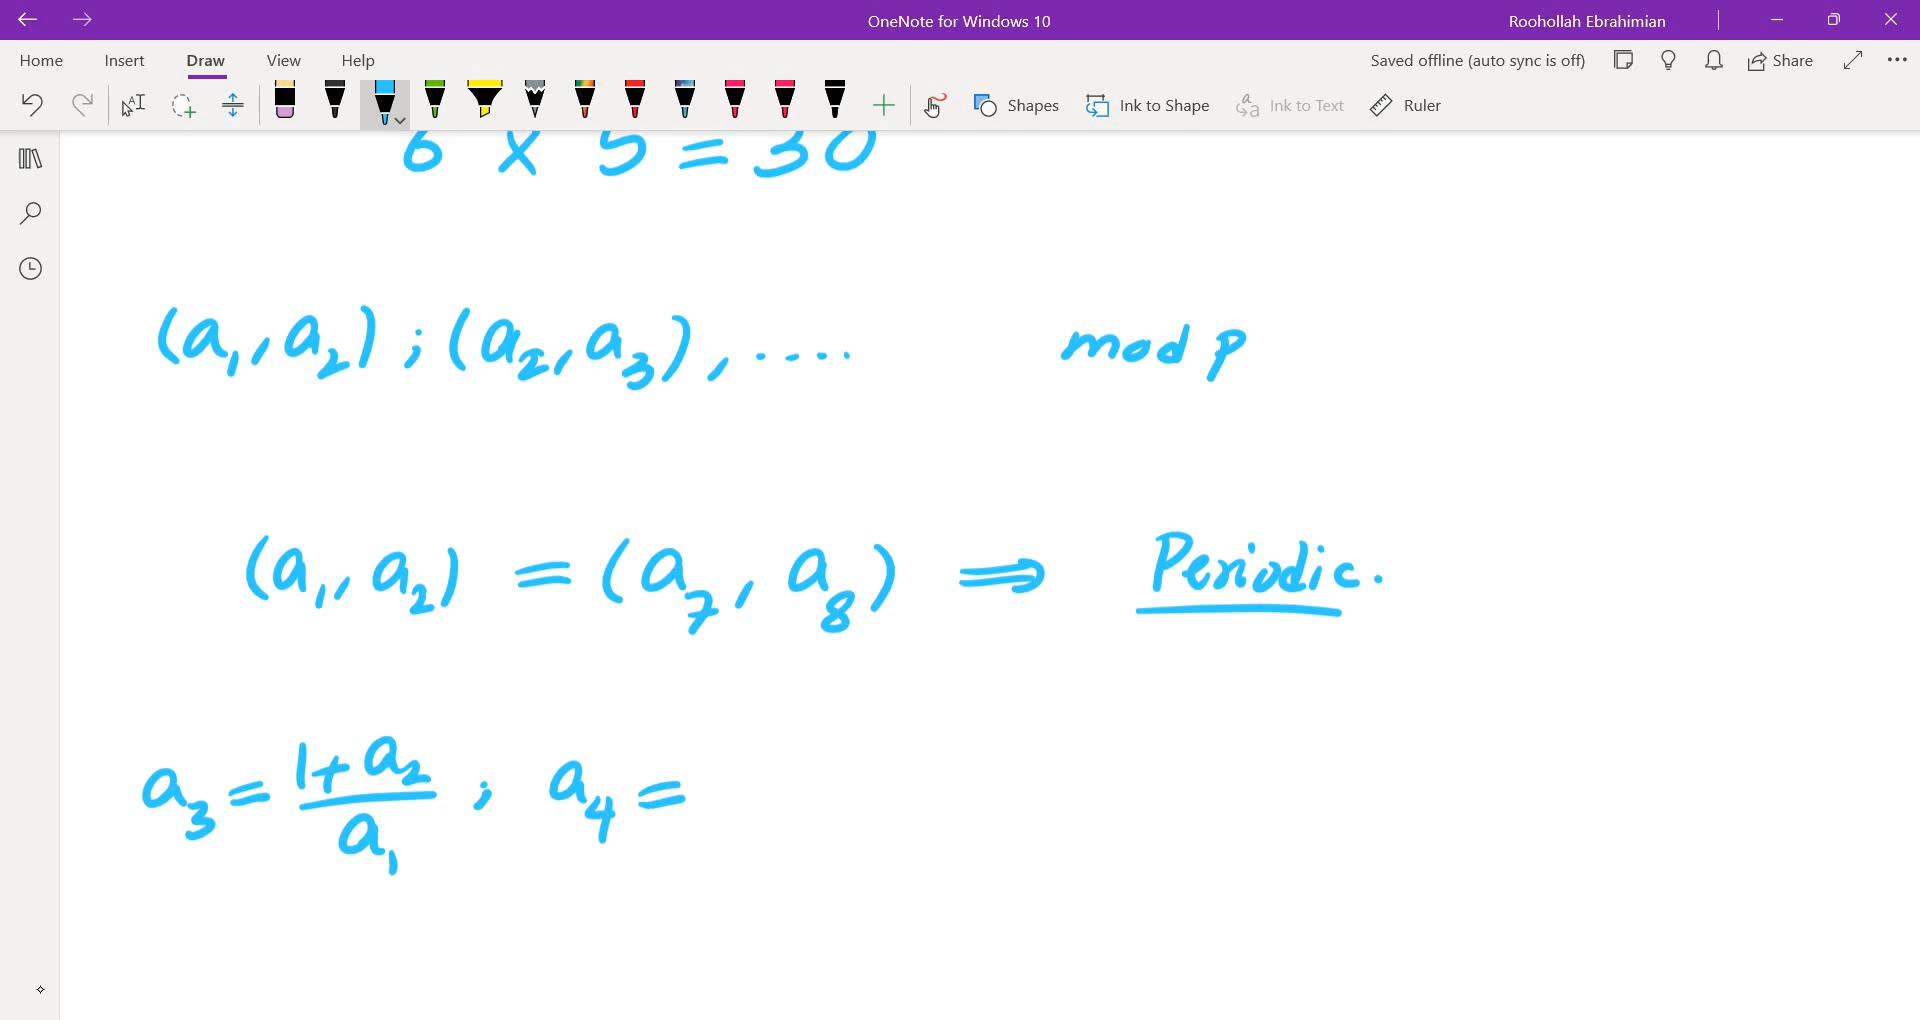 OneNote for Windows 10 Roohollah Ebrahimian
Home Insert Draw View Help Saved offline (auto sync is off) Share
Shapes Ink to Shape Ink to Text Ruler
6 x 5 = 30
(a₁, a₂) ; (a₂, a₃), .... mod p
(a₁, a₂) = (a₇, a₈) ⟹ Periodic.
a₃ = (1 + a₂)/a₁ ; a₄ =